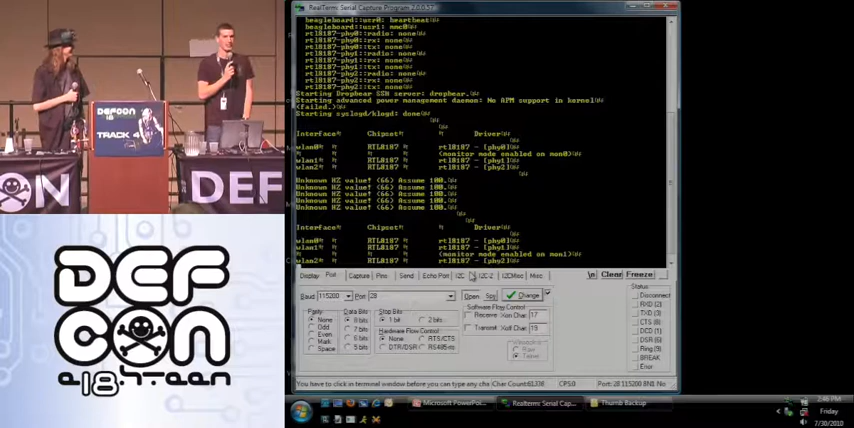 DEFCON
18
TRACK 4
CON
DEF
DEF
CON
e18hteen
RealTerm: Serial Capture Program 2.0.0.57
beagleboard::usr0: heartbeat
beagleboard::usr1: mmc0
rtl8187-phy0::radio: none
rtl8187-phy0::rx: none
rtl8187-phy0::tx: none
rtl8187-phy1::radio: none
rtl8187-phy1::rx: none
rtl8187-phy1::tx: none
rtl8187-phy2::radio: none
rtl8187-phy2::rx: none
rtl8187-phy2::tx: none
Starting Dropbear SSH server: dropbear.
Starting advanced power management daemon: No APM support in kernel
(failed.)
Starting syslogd/klogd: done
Interface Chipset Driver
wlan0 RTL8187 rtl8187 - [phy0]
(monitor mode enabled on mon0)
wlan1 RTL8187 rtl8187 - [phy1]
wlan2 RTL8187 rtl8187 - [phy2]
Unknown HZ value! (66) Assume 100.
Unknown HZ value! (66) Assume 100.
Unknown HZ value! (66) Assume 100.
Unknown HZ value! (66) Assume 100.
Unknown HZ value! (66) Assume 100.
Interface Chipset Driver
wlan0 RTL8187 rtl8187 - [phy0]
wlan1 RTL8187 rtl8187 - [phy1]
(monitor mode enabled on mon1)
wlan2 RTL8187 rtl8187 - [phy2]
Display Port Capture Pins Send Echo Port I2C I2C-2 I2CMisc Misc \n Clear Freeze
Baud 115200 Port 28 Open Spy Change
Parity None Odd Even Mark Space
Data Bits 8 bits 7 bits 6 bits 5 bits
Stop Bits 1 bit 2 bits
Hardware Flow Control None RTS/CTS DTR/DSR RS485-rts
Software Flow Control
Receive Xon Char: 17
Transmit Xoff Char: 19
Winsock is: Raw Telnet
Status
Disconnect
RXD (2)
TXD (3)
CTS (8)
DCD (1)
DSR (6)
Ring (9)
BREAK
Error
You have to click in terminal window before you can type any cha Char Count:61336 CPS:0 Port: 28 115200 8N1 No
Microsoft PowerPoi... Realterm: Serial Cap... Thumb Backup
2:46 PM
Friday
7/30/2010